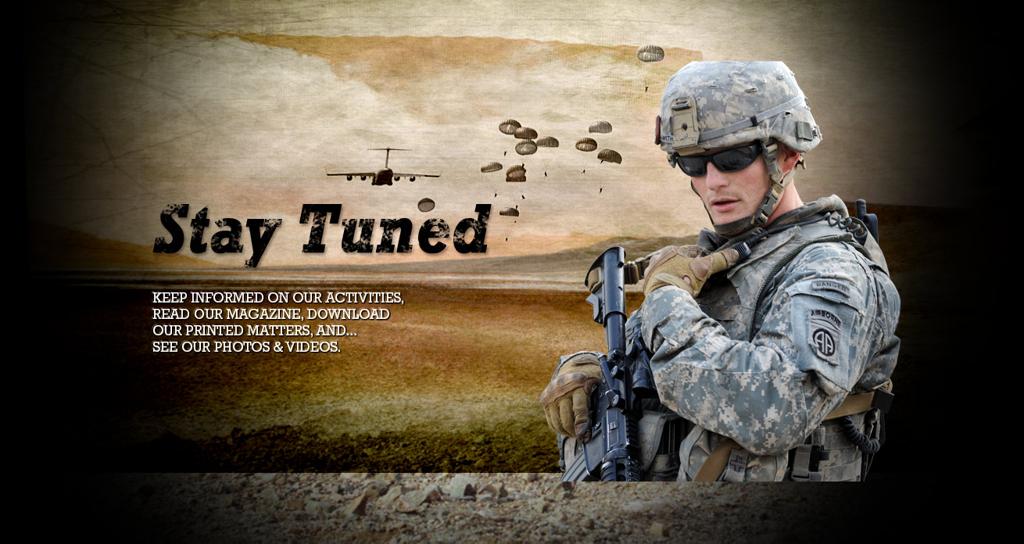 Stay Tuned
KEEP INFORMED ON OUR ACTIVITIES,
READ OUR MAGAZINE, DOWNLOAD
OUR PRINTED MATTERS, AND...
SEE OUR PHOTOS & VIDEOS.
RANGER
AIRBORNE
AA